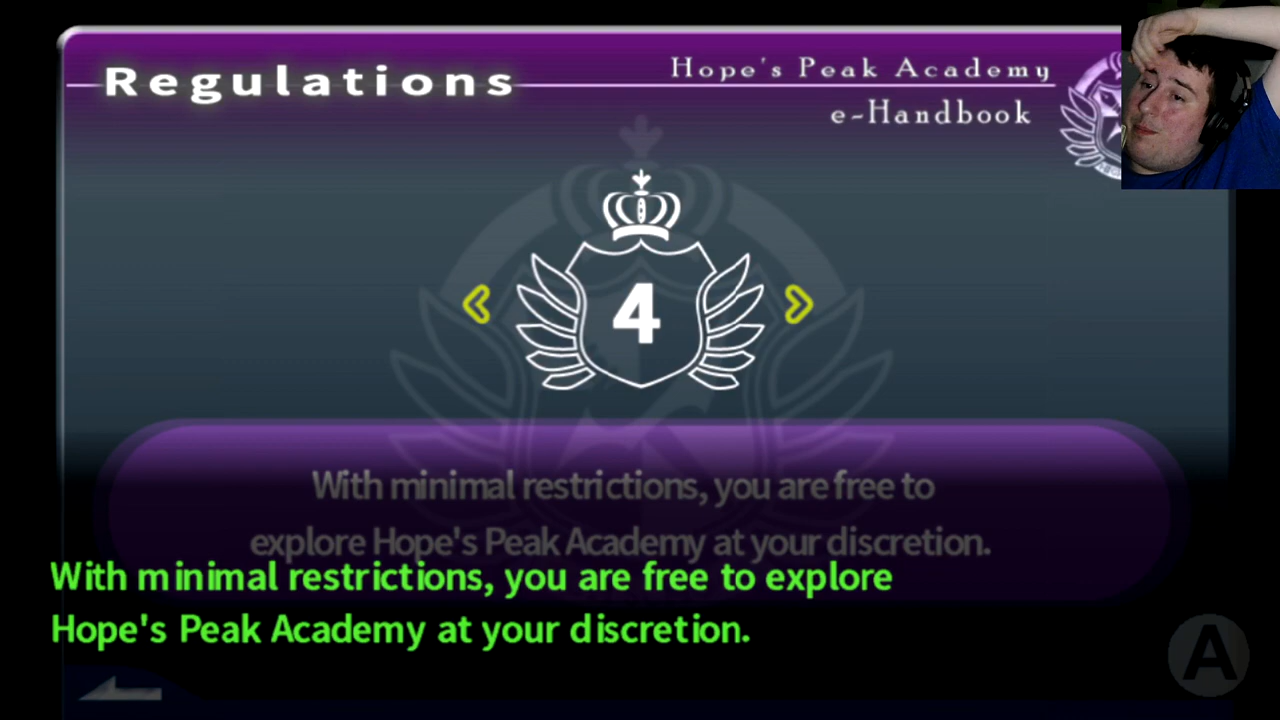 Regulations
Hope's Peak Academy
e-Handbook
4
With minimal restrictions, you are free to
explore Hope's Peak Academy at your discretion.
With minimal restrictions, you are free to explore
Hope's Peak Academy at your discretion.
A